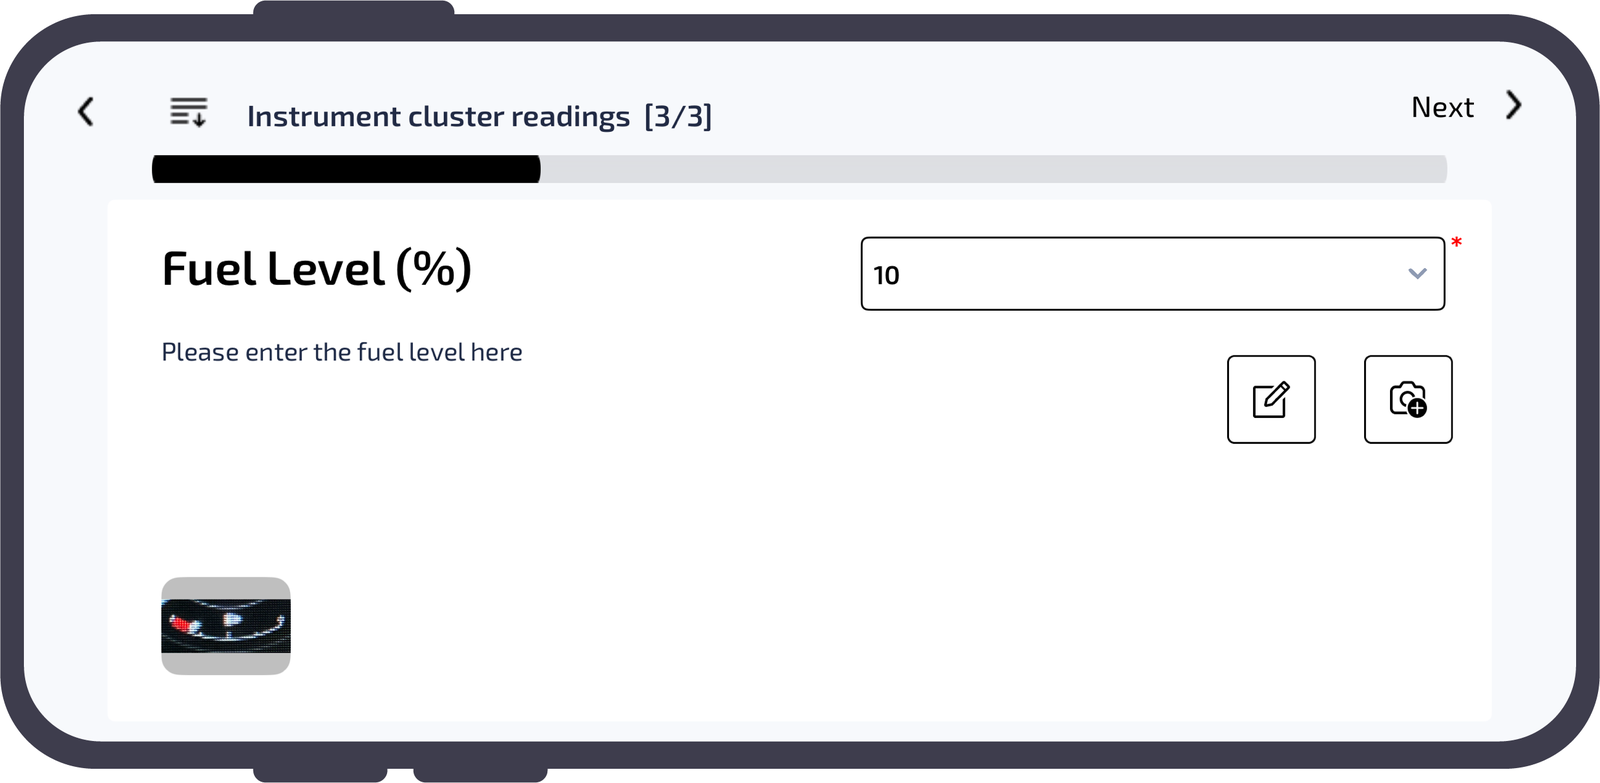 Instrument cluster readings [3/3]
Next
Fuel Level (%)
10
*
Please enter the fuel level here